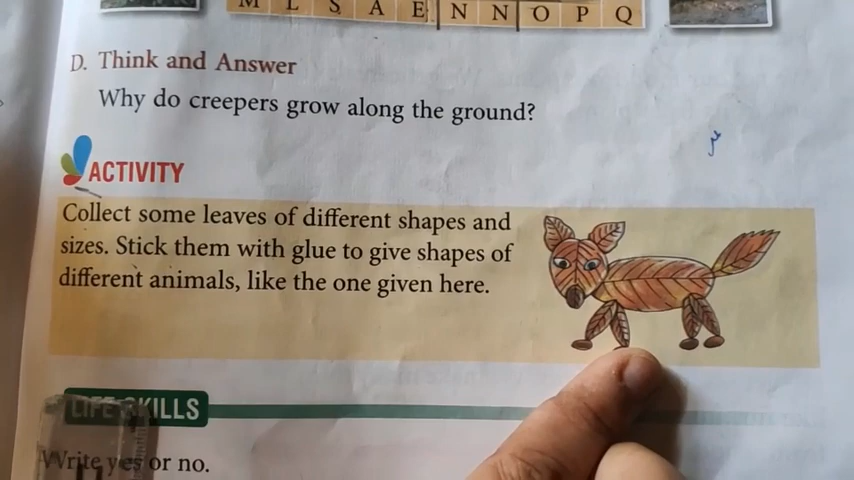 M L S A E N N O P Q
D. Think and Answer
Why do creepers grow along the ground?
ACTIVITY
Collect some leaves of different shapes and
sizes. Stick them with glue to give shapes of
different animals, like the one given here.
LIFE SKILLS
Write yes or no.